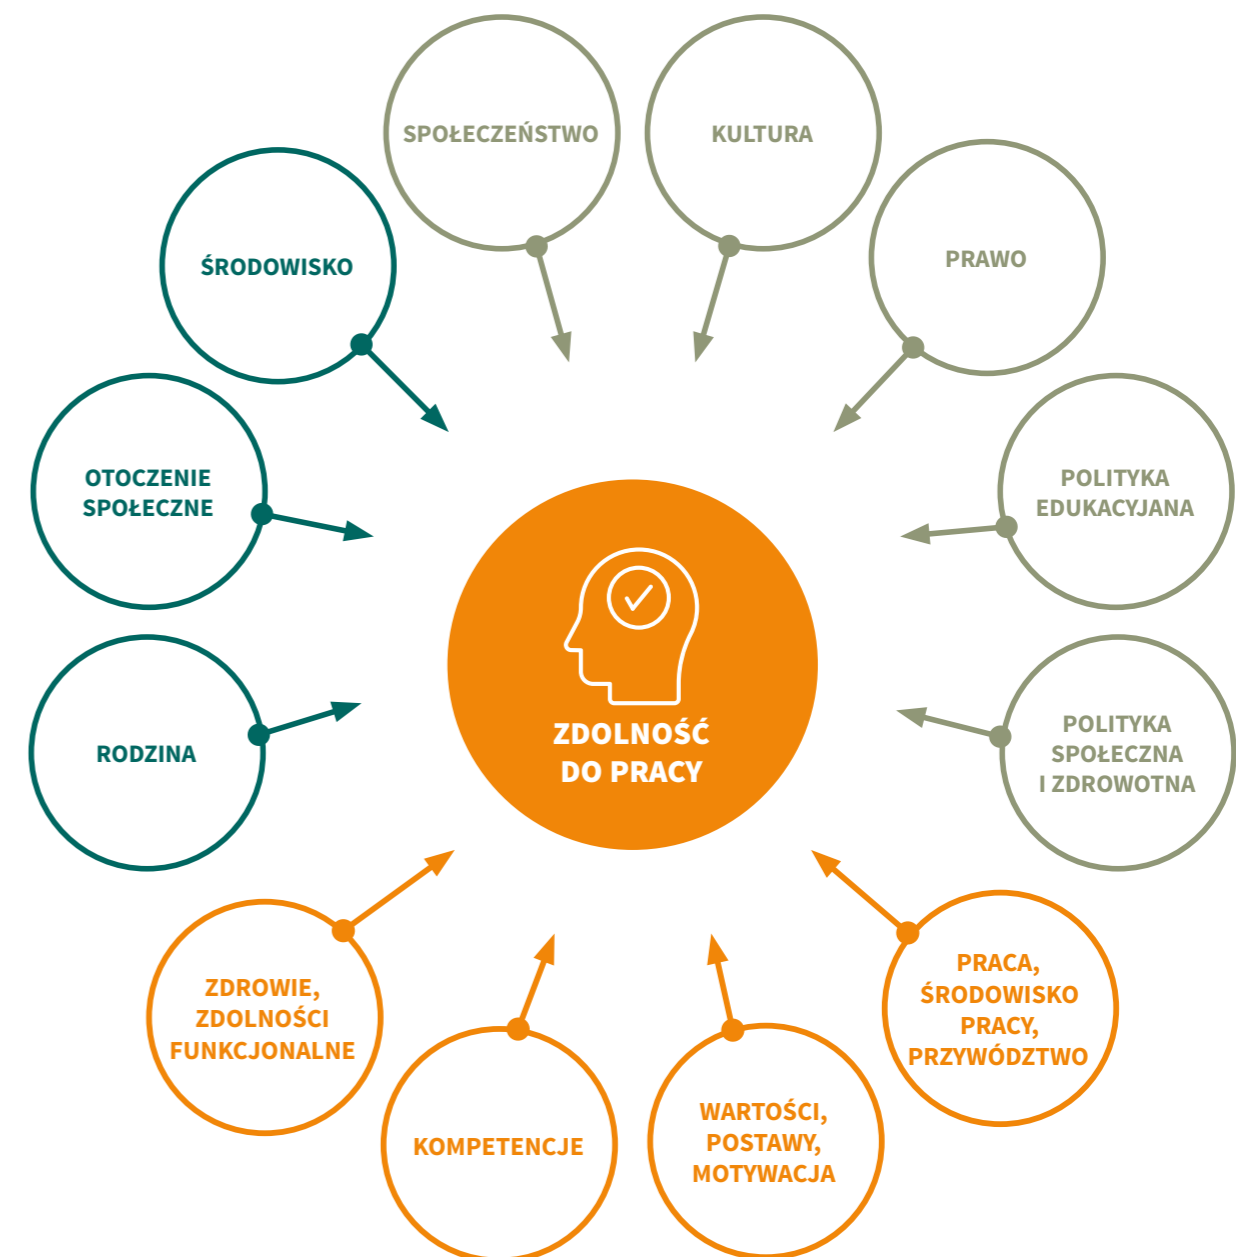 SPOŁECZEŃSTWO
KULTURA
PRAWO
POLITYKA
EDUKACYJANA
POLITYKA
SPOŁECZNA
I ZDROWOTNA
PRACA,
ŚRODOWISKO
PRACY,
PRZYWÓDZTWO
WARTOŚCI,
POSTAWY,
MOTYWACJA
KOMPETENCJE
ZDROWIE,
ZDOLNOŚCI
FUNKCJONALNE
RODZINA
OTOCZENIE
SPOŁECZNE
ŚRODOWISKO
ZDOLNOŚĆ
DO PRACY